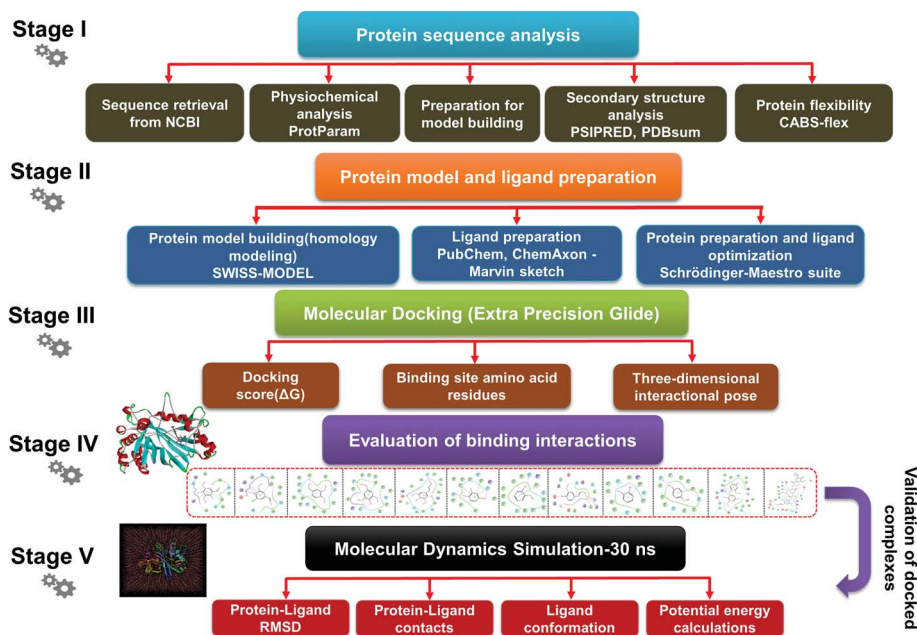 Stage I
Protein sequence analysis
Sequence retrieval
from NCBI
Physiochemical
analysis
ProtParam
Preparation for
model building
Secondary structure
analysis
PSIPRED, PDBsum
Protein flexibility
CABS-flex
Stage II
Protein model and ligand preparation
Protein model building(homology
modeling)
SWISS-MODEL
Ligand preparation
PubChem, ChemAxon -
Marvin sketch
Protein preparation and ligand
optimization
Schrödinger-Maestro suite
Stage III
Molecular Docking (Extra Precision Glide)
Docking
score(ΔG)
Binding site amino acid
residues
Three-dimensional
interactional pose
Stage IV
Evaluation of binding interactions
Validation of docked
complexes
Stage V
Molecular Dynamics Simulation-30 ns
Protein-Ligand
RMSD
Protein-Ligand
contacts
Ligand
conformation
Potential energy
calculations